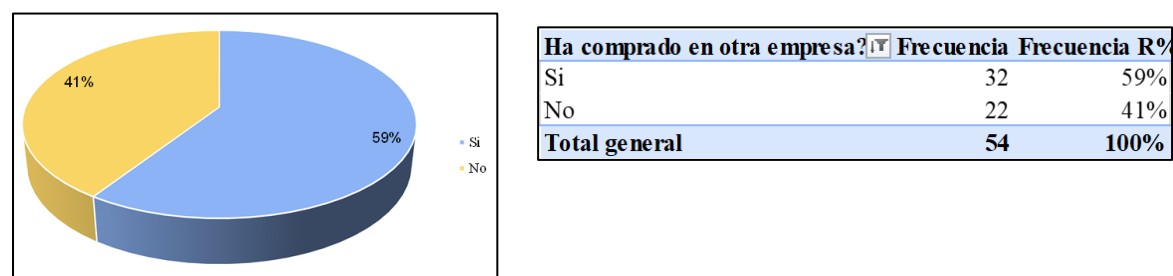 41%
59%
Si
No
Ha comprado en otra empresa? Frecuencia Frecuencia R%
Si 32 59%
No 22 41%
Total general 54 100%